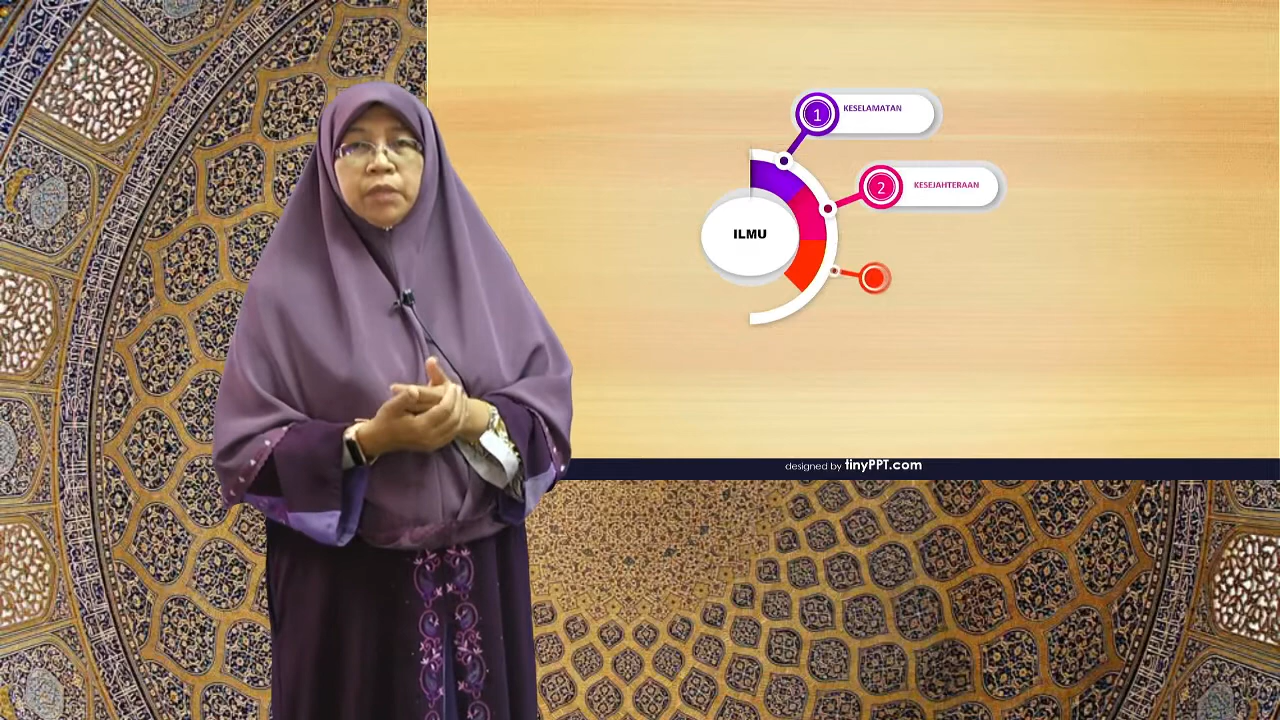 1
KESELAMATAN
2
KESEJAHTERAAN
ILMU
designed by tinyPPT.com